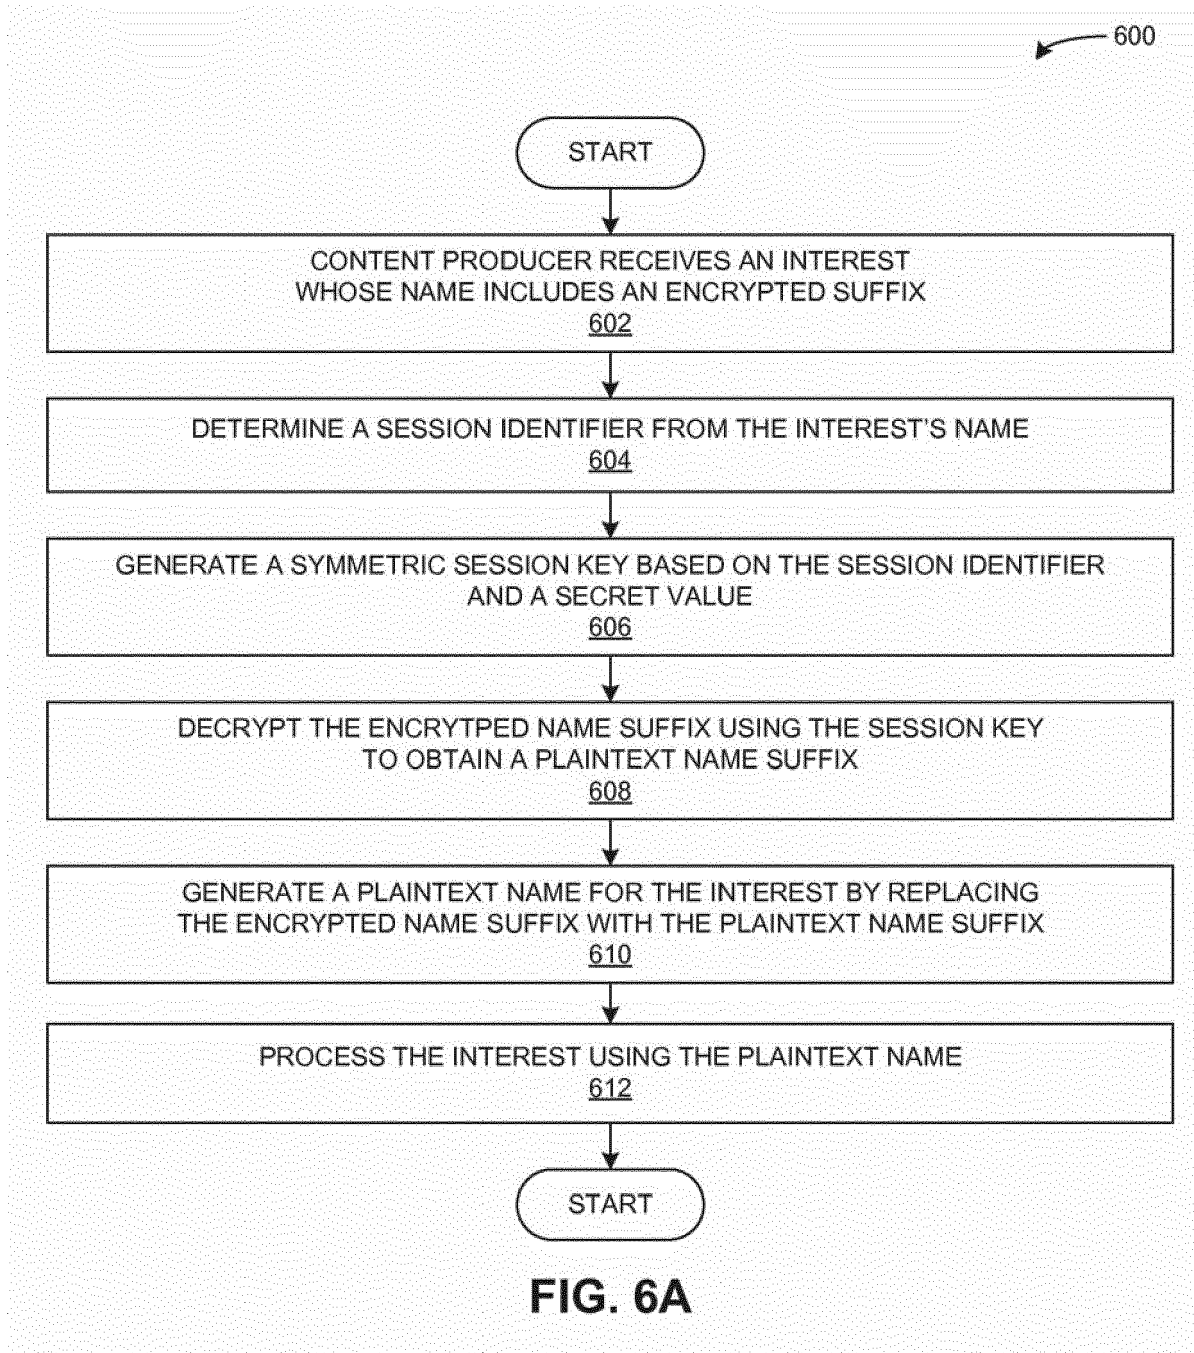 600
START
CONTENT PRODUCER RECEIVES AN INTEREST
WHOSE NAME INCLUDES AN ENCRYPTED SUFFIX
602
DETERMINE A SESSION IDENTIFIER FROM THE INTEREST'S NAME
604
GENERATE A SYMMETRIC SESSION KEY BASED ON THE SESSION IDENTIFIER
AND A SECRET VALUE
606
DECRYPT THE ENCRYTPED NAME SUFFIX USING THE SESSION KEY
TO OBTAIN A PLAINTEXT NAME SUFFIX
608
GENERATE A PLAINTEXT NAME FOR THE INTEREST BY REPLACING
THE ENCRYPTED NAME SUFFIX WITH THE PLAINTEXT NAME SUFFIX
610
PROCESS THE INTEREST USING THE PLAINTEXT NAME
612
START
FIG. 6A